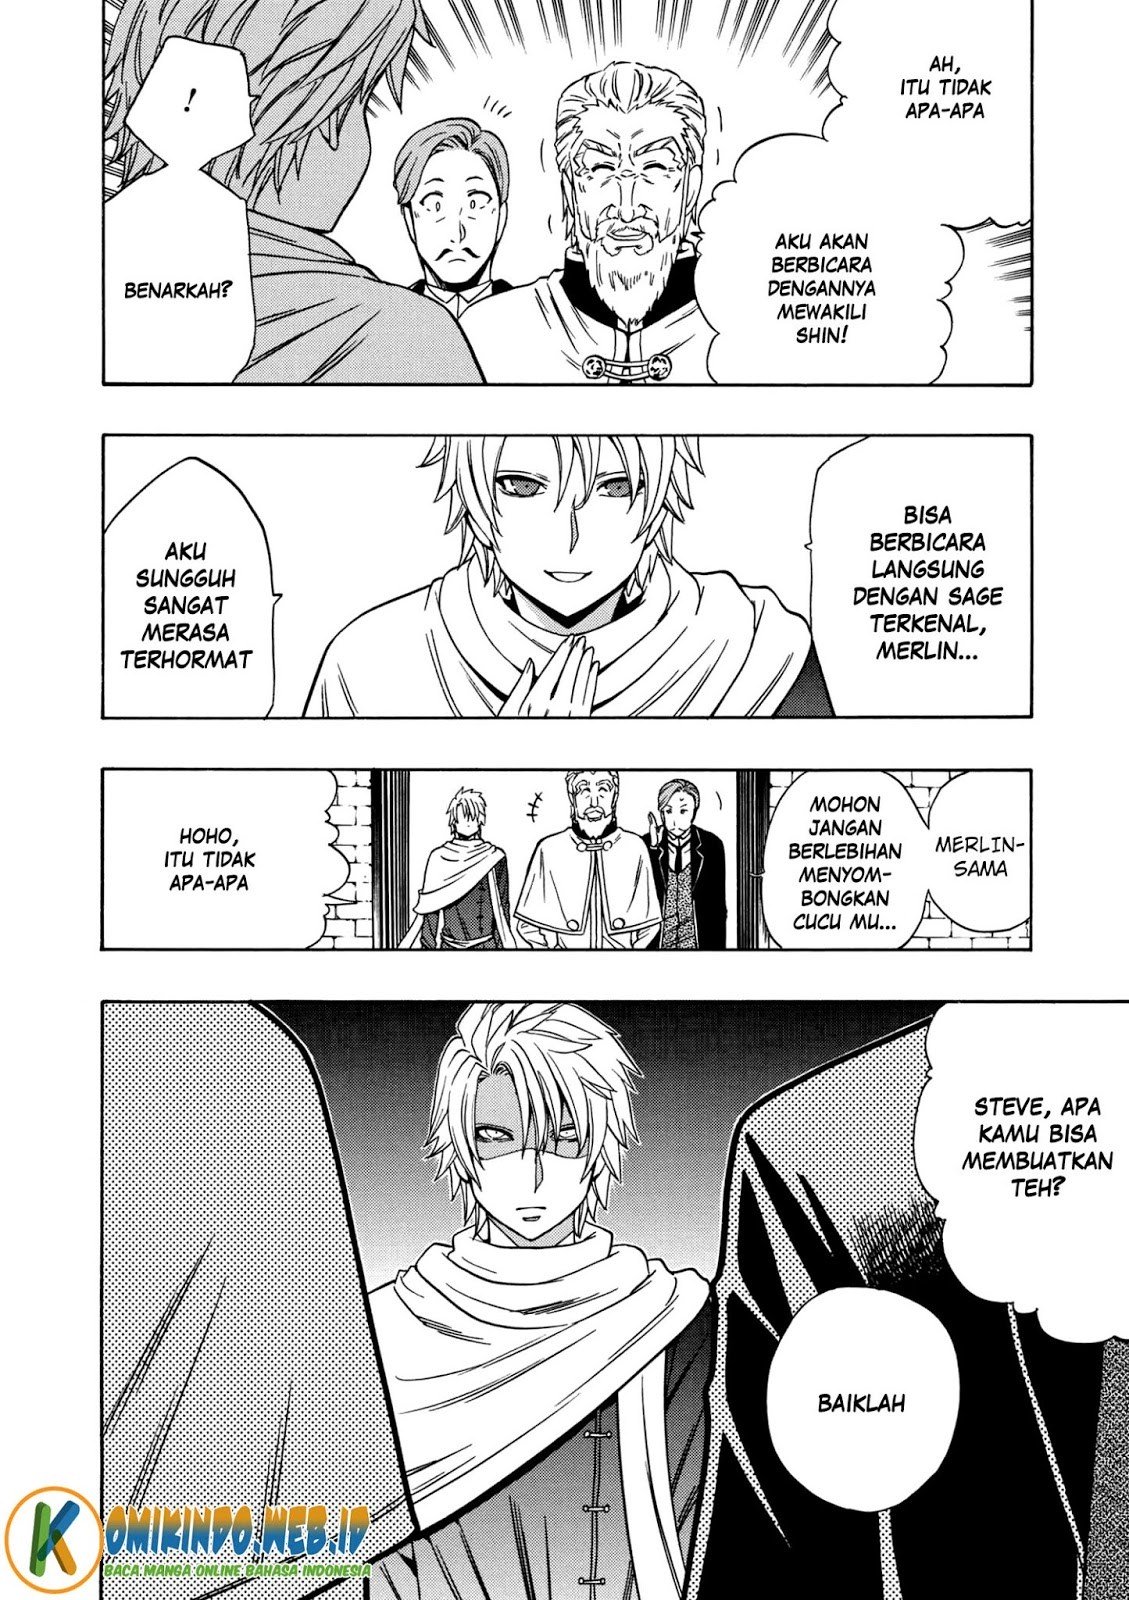 AH,
ITU TIDAK
APA-APA
AKU AKAN
BERBICARA
DENGANNYA
MEWAKILI
SHIN!
!
BENARKAH?
BISA
BERBICARA
LANGSUNG
DENGAN SAGE
TERKENAL,
MERLIN...
AKU
SUNGGUH
SANGAT
MERASA
TERHORMAT
MERLIN-
SAMA
MOHON
JANGAN
BERLEBIHAN
MENYOM-
BONGKAN
CUCU MU...
HOHO,
ITU TIDAK
APA-APA
STEVE, APA
KAMU BISA
MEMBUATKAN
TEH?
BAIKLAH
KOMIKINDO.WEB.ID
BACA MANGA ONLINE BAHASA INDONESIA